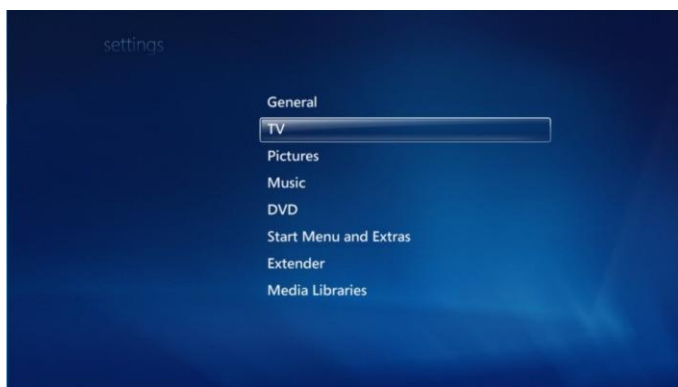 settings
General
TV
Pictures
Music
DVD
Start Menu and Extras
Extender
Media Libraries